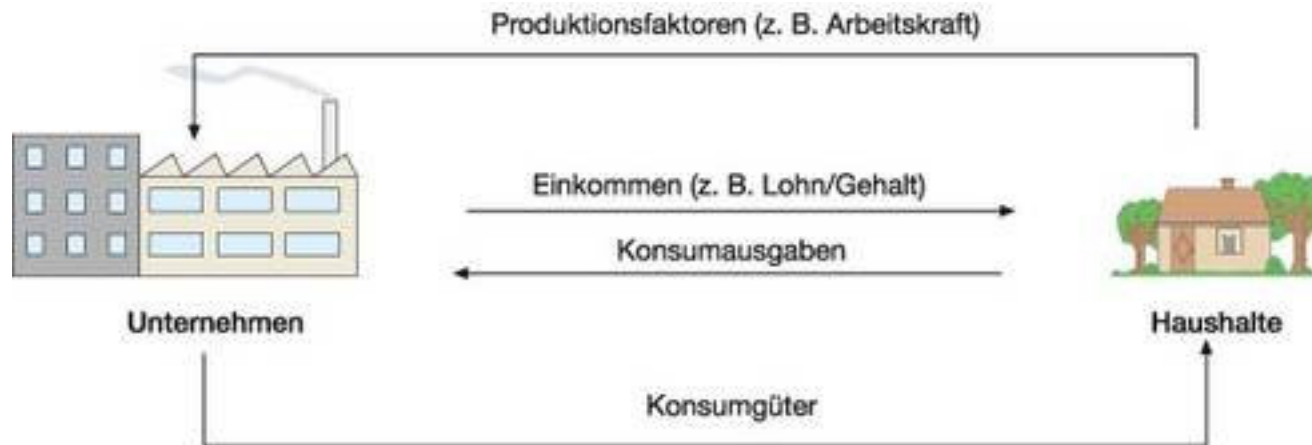 Produktionsfaktoren (z. B. Arbeitskraft)
Einkommen (z. B. Lohn/Gehalt)
Konsumausgaben
Unternehmen
Haushalte
Konsumgüter